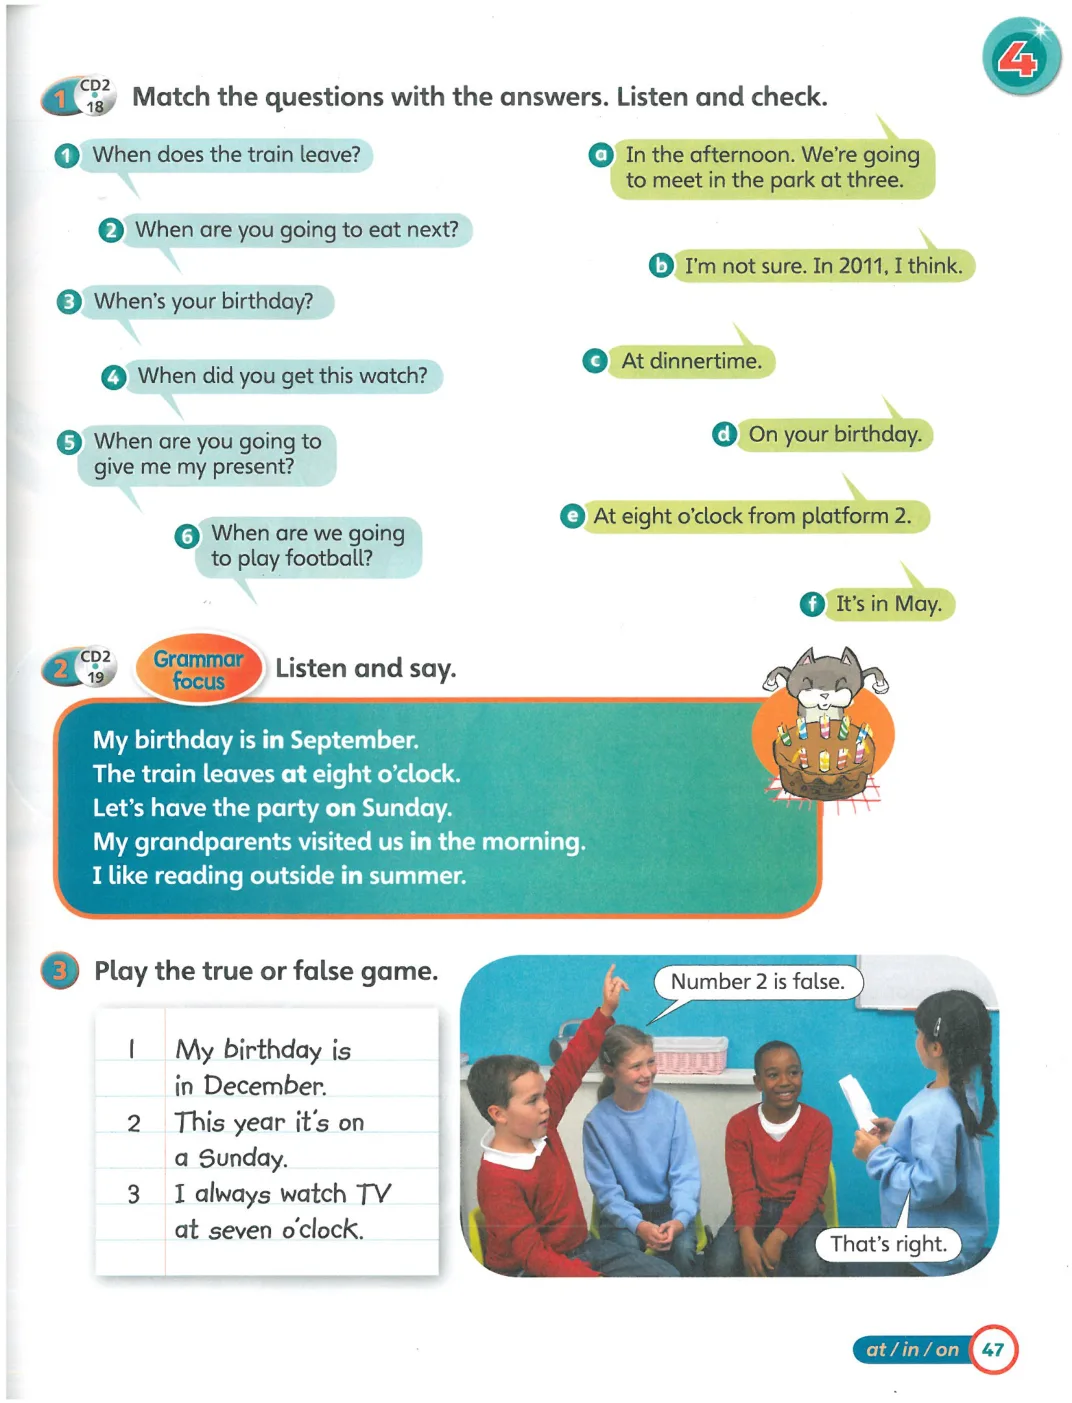 4
1 CD2 18 Match the questions with the answers. Listen and check.
1 When does the train leave?
2 When are you going to eat next?
3 When's your birthday?
4 When did you get this watch?
5 When are you going to
give me my present?
6 When are we going
to play football?
a In the afternoon. We're going
to meet in the park at three.
b I'm not sure. In 2011, I think.
c At dinnertime.
d On your birthday.
e At eight o'clock from platform 2.
f It's in May.
2 CD2 19 Grammar
focus
Listen and say.
My birthday is in September.
The train leaves at eight o'clock.
Let's have the party on Sunday.
My grandparents visited us in the morning.
I like reading outside in summer.
3 Play the true or false game.
1 My birthday is
in December.
2 This year it's on
a Sunday.
3 I always watch TV
at seven o'clock.
Number 2 is false.
That's right.
at / in / on 47